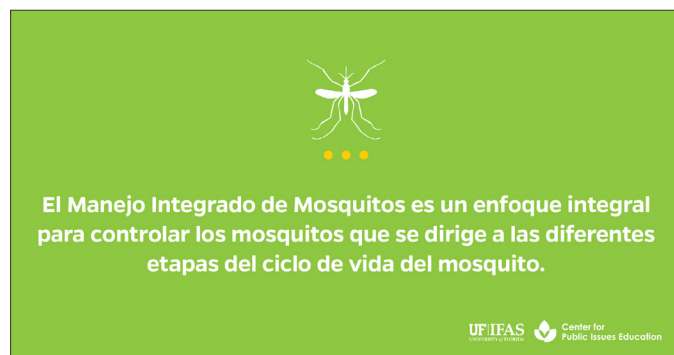 El Manejo Integrado de Mosquitos es un enfoque integral
para controlar los mosquitos que se dirige a las diferentes
etapas del ciclo de vida del mosquito.
UF|IFAS
UNIVERSITY of FLORIDA
Center for
Public Issues Education